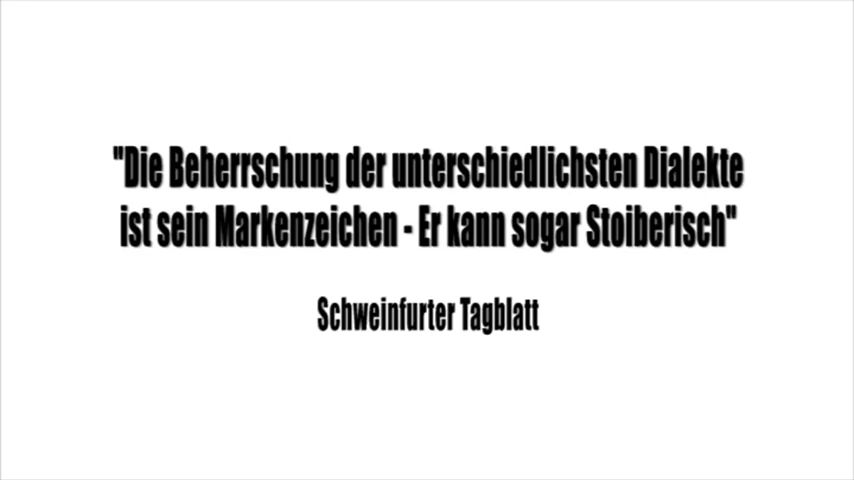 "Die Beherrschung der unterschiedlichsten Dialekte
ist sein Markenzeichen - Er kann sogar Stoiberisch"
Schweinfurter Tagblatt